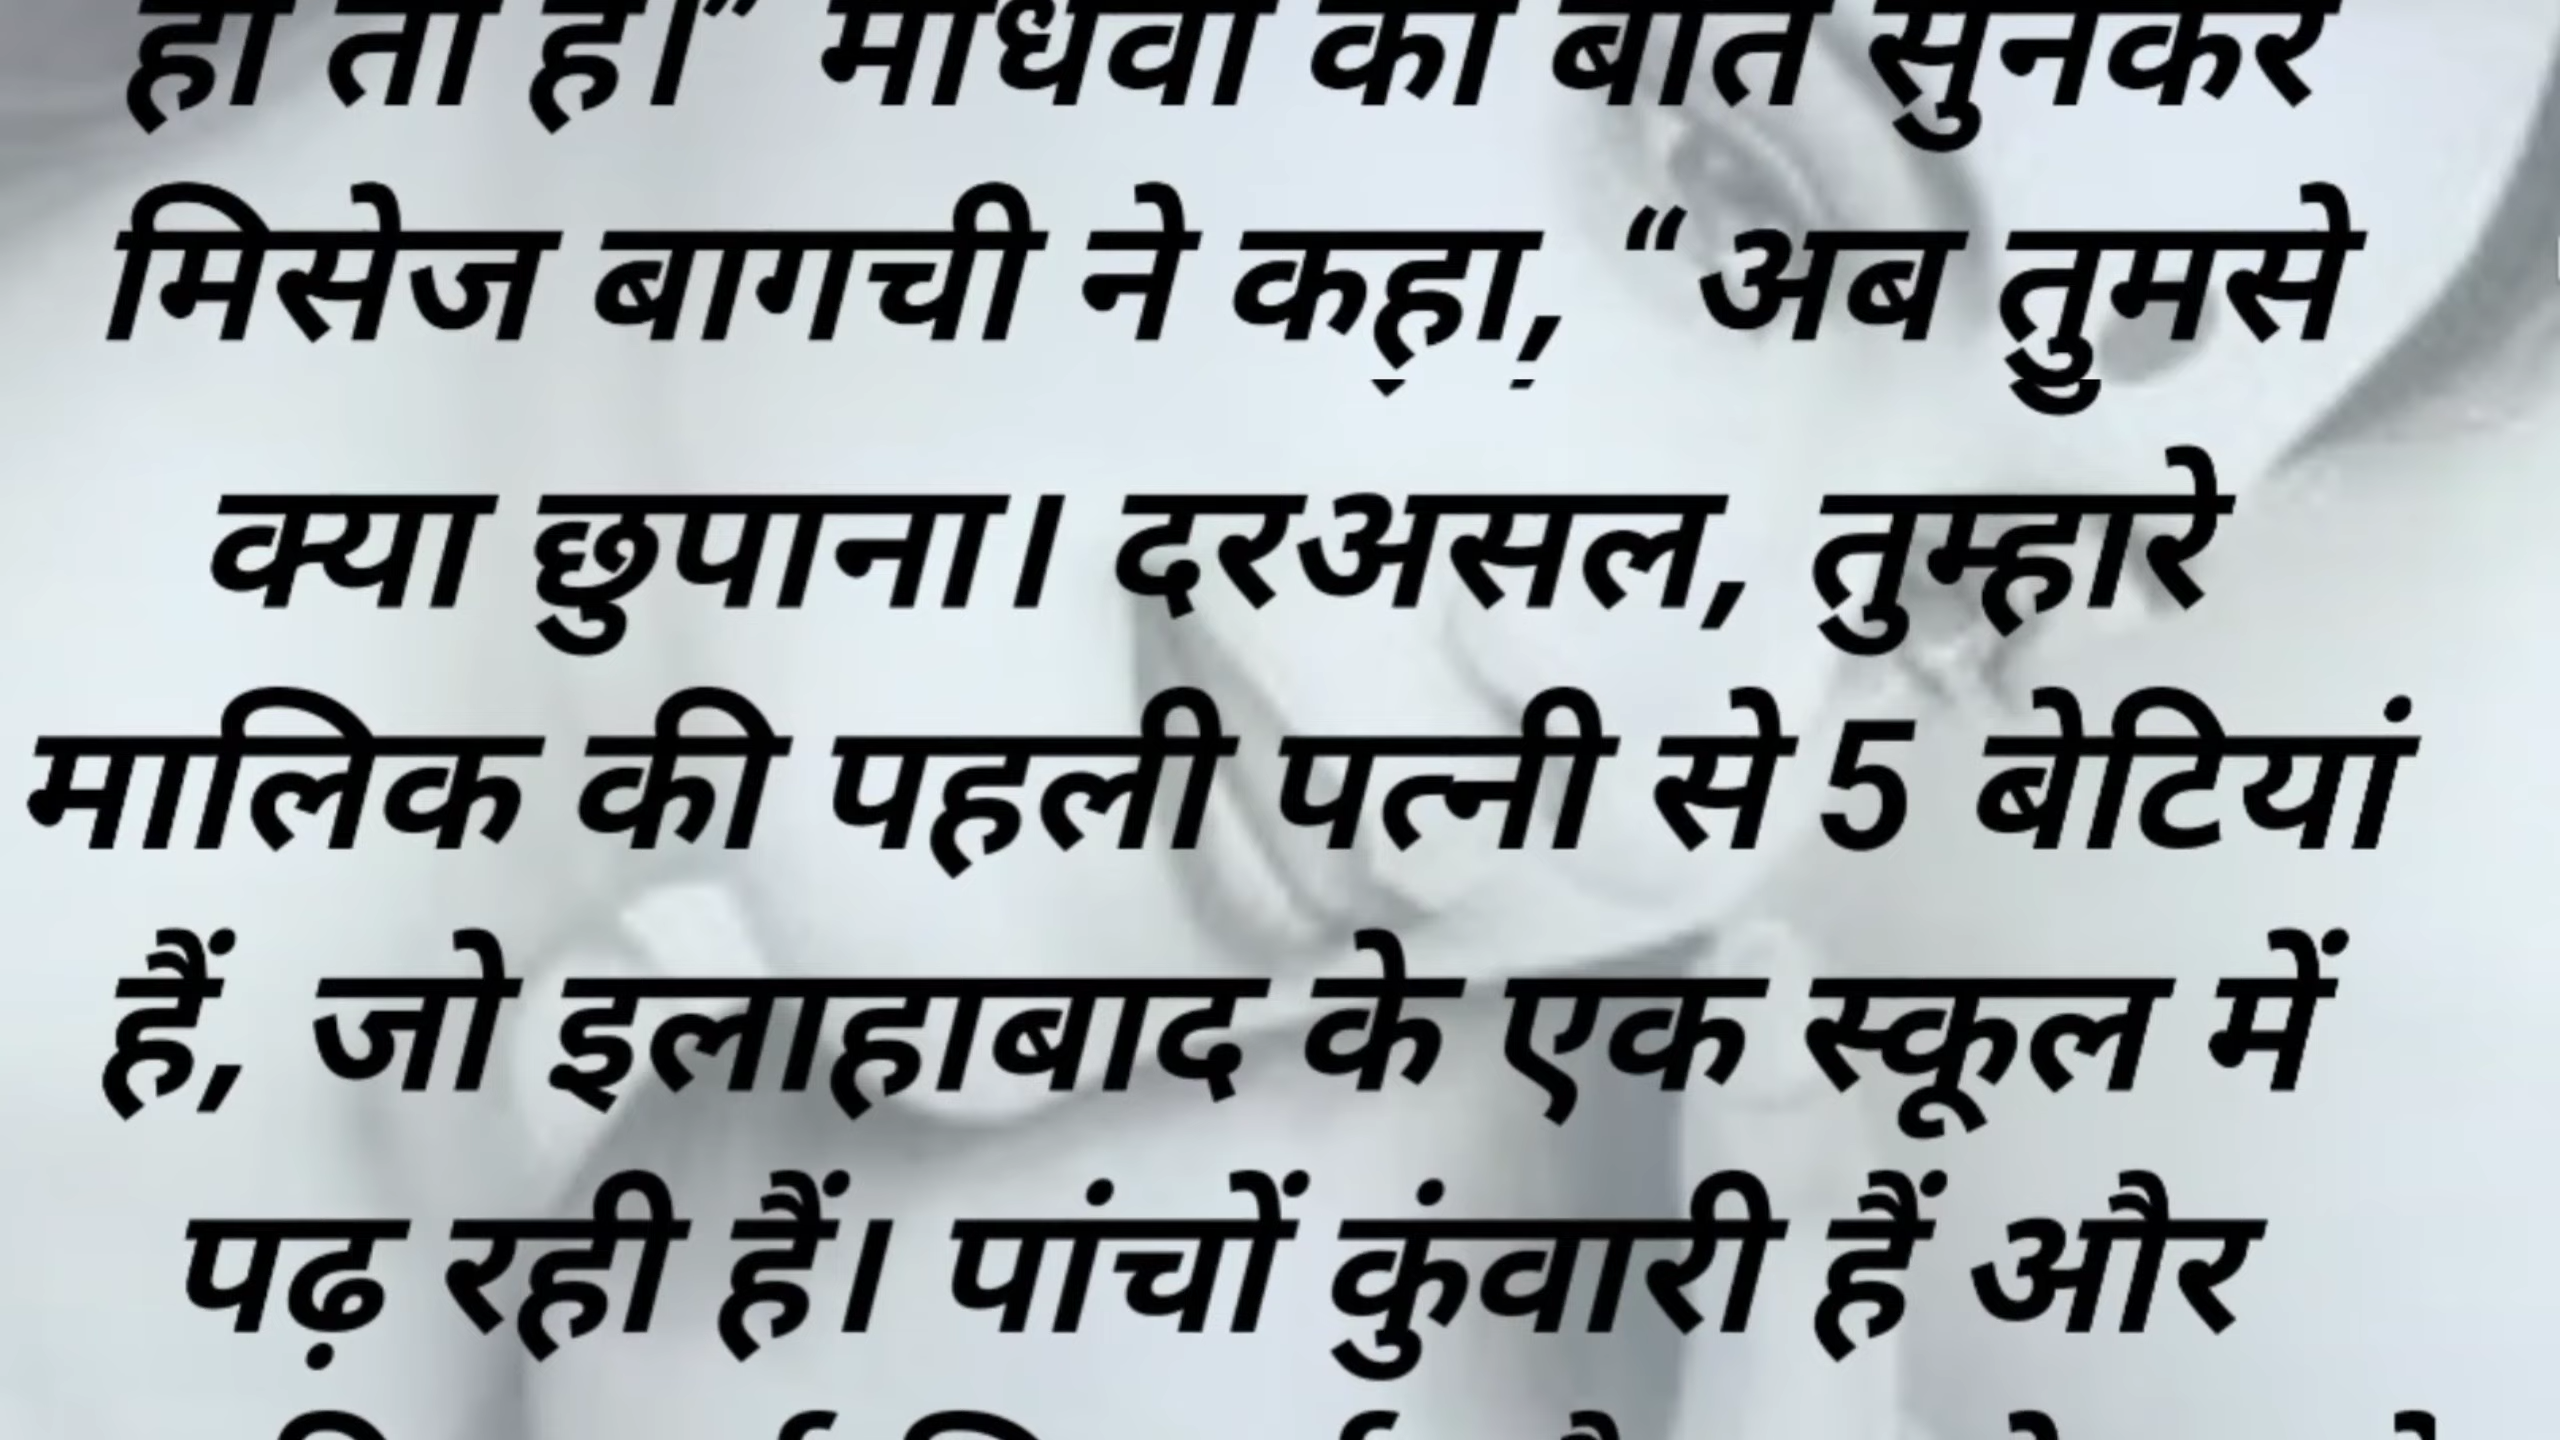 ही तो है।” माधवी की बात सुनकर
मिसेज बागची ने कहा, “अब तुमसे
क्या छुपाना। दरअसल, तुम्हारे
मालिक की पहली पत्नी से 5 बेटियां
हैं, जो इलाहाबाद के एक स्कूल में
पढ़ रही हैं। पांचों कुंवारी हैं और